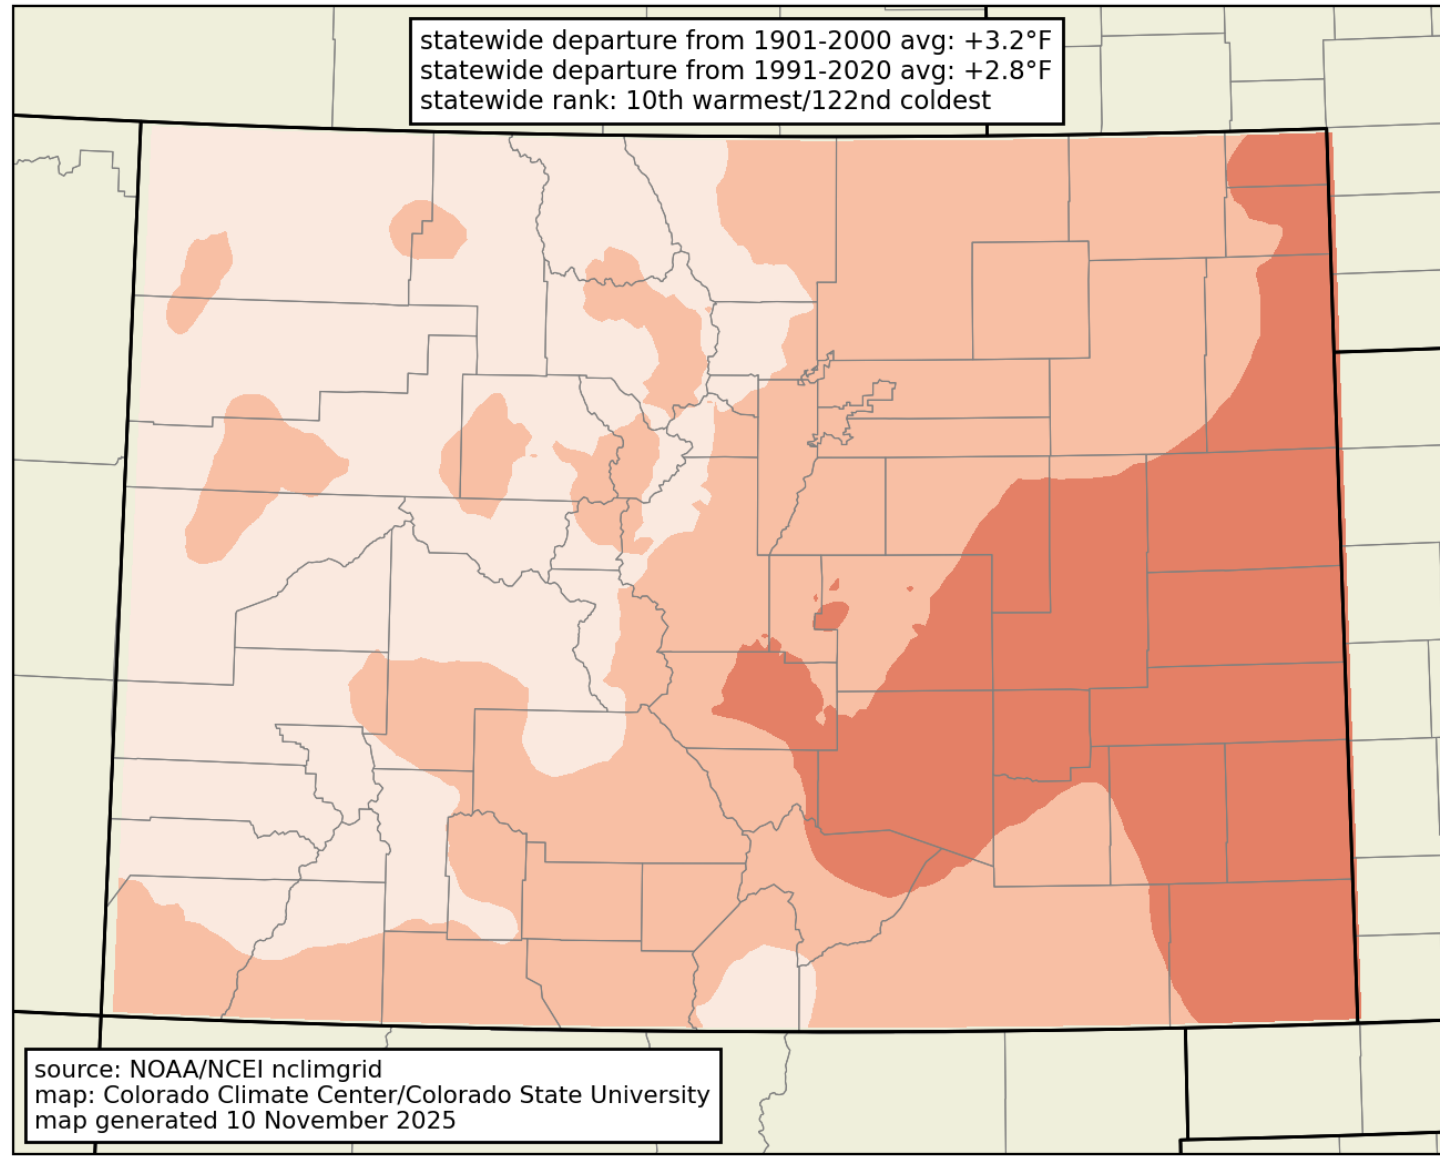 statewide departure from 1901-2000 avg: +3.2°F
statewide departure from 1991-2020 avg: +2.8°F
statewide rank: 10th warmest/122nd coldest
source: NOAA/NCEI nclimgrid
map: Colorado Climate Center/Colorado State University
map generated 10 November 2025